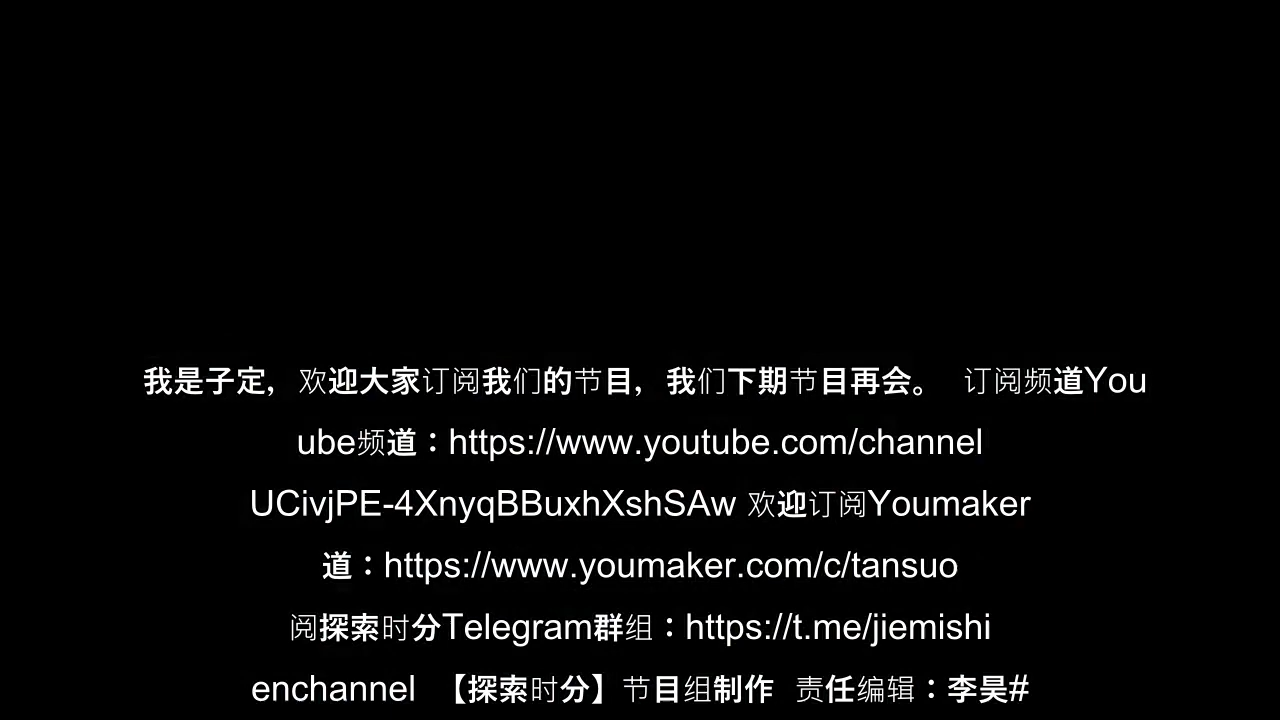 我是子定，欢迎大家订阅我们的节目，我们下期节目再会。 订阅频道You
ube频道：https://www.youtube.com/channel
UCivjPE-4XnyqBBuxhXshSAw 欢迎订阅Youmaker
道：https://www.youmaker.com/c/tansuo
阅探索时分Telegram群组：https://t.me/jiemishi
enchannel 【探索时分】节目组制作 责任编辑：李昊#